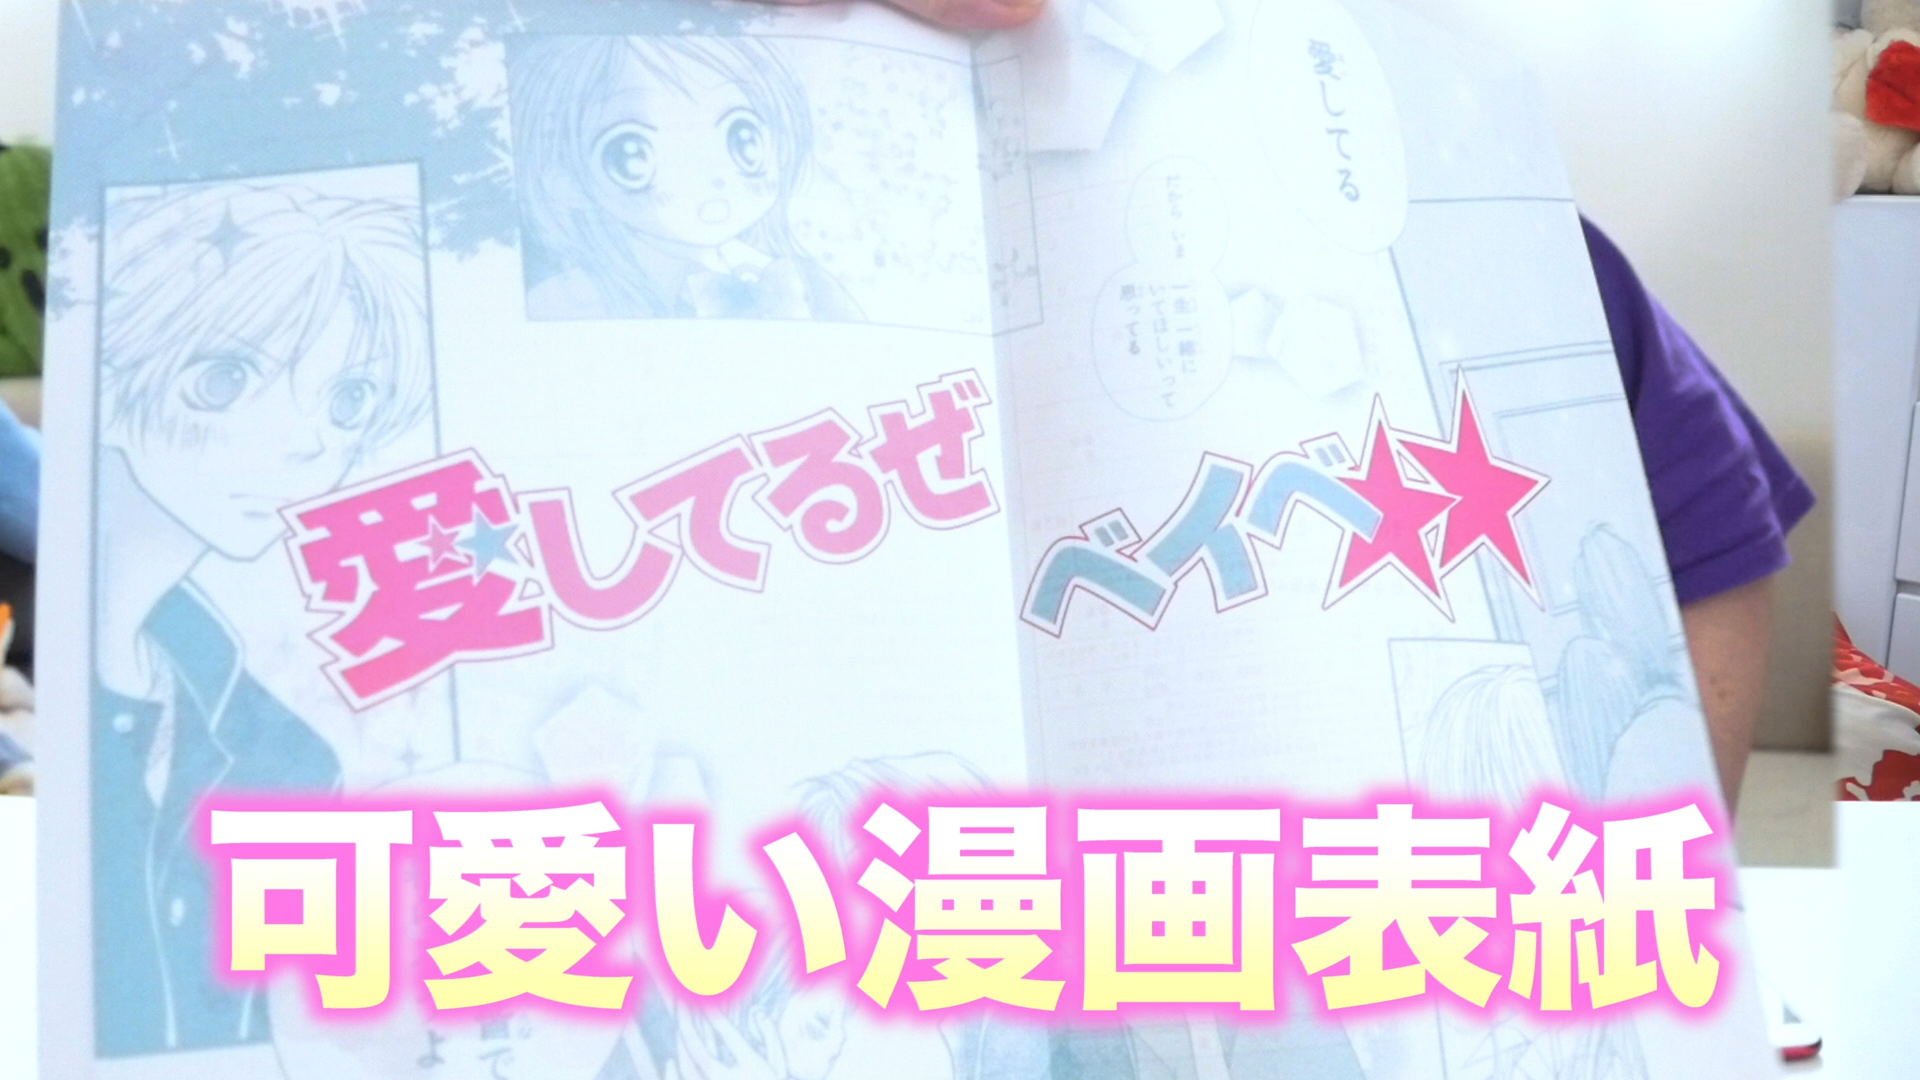 愛してる
だからいま
一生一緒に
いてほしいって
思ってる
愛してるぜ
ベイベ★★
可愛い漫画表紙